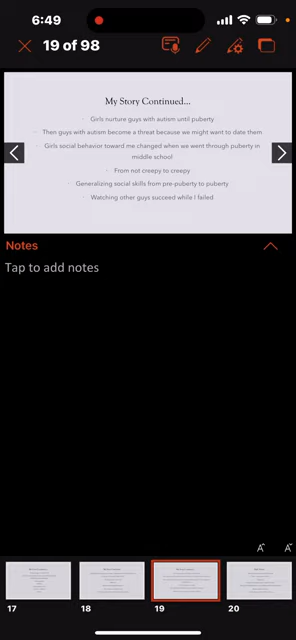 6:49
19 of 98
My Story Continued...
Girls nurture guys with autism until puberty
Then guys with autism become a threat because we might want to date them
Girls social behavior toward me changed when we went through puberty in
middle school
From not creepy to creepy
Generalizing social skills from pre-puberty to puberty
Watching other guys succeed while I failed
Notes
Tap to add notes
A A
17 18 19 20